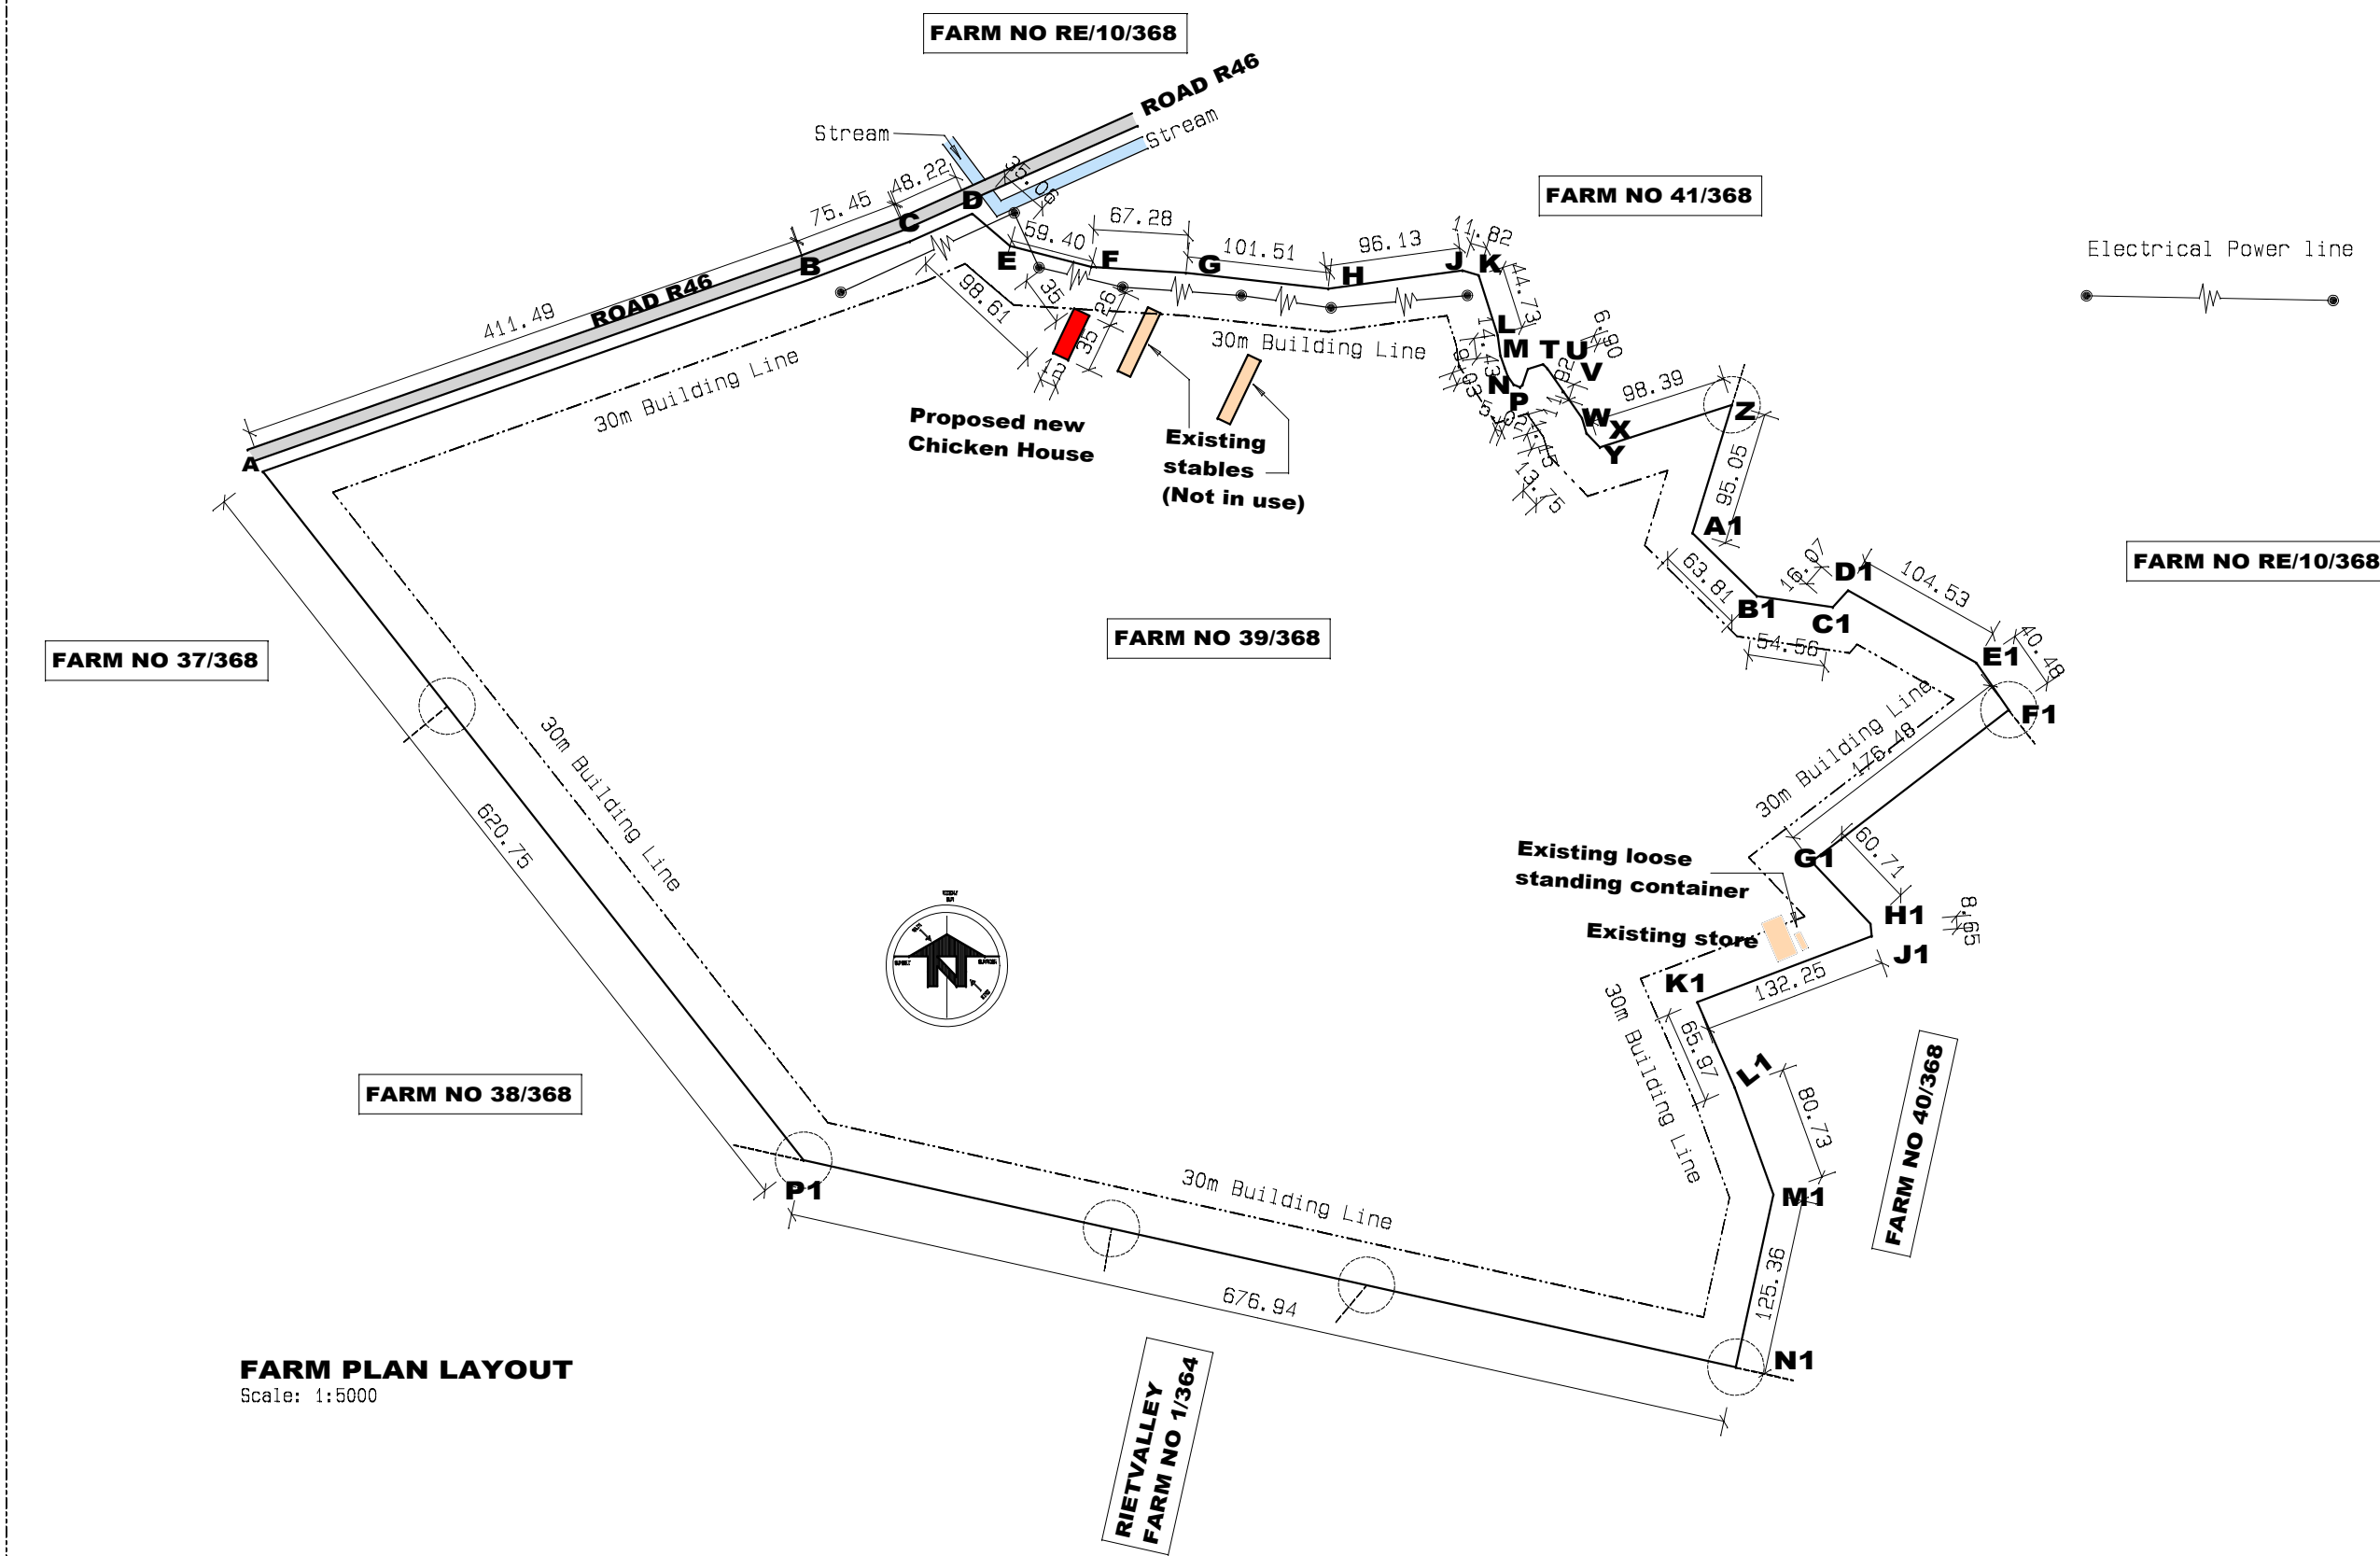 FARM NO RE/10/368
ROAD R46
Stream
Stream
FARM NO 41/368
48.22
35.06
75.45
D
C
B
67.28
59.40
E
F
G
101.51
96.13
H
11.82
J
K
44.73
Electrical Power line
411.49
ROAD R46
98.61
35
26
35
12
30m Building Line
30m Building Line
L
14.43
M
T
U
V
6.90
N
P
W
X
Y
98.39
Z
13.75
95.05
A
Proposed new
Chicken House
Existing
stables
(Not in use)
A1
63.81
16.07
D1
104.53
FARM NO RE/10/368
B1
C1
54.56
E1
40.48
F1
FARM NO 37/368
FARM NO 39/368
30m Building Line
30m Building Line
176.48
620.75
Existing loose
standing container
Existing store
G1
60.71
H1
8.65
J1
K1
132.25
N
30m Building Line
65.97
L1
80.73
FARM NO 40/368
FARM NO 38/368
P1
30m Building Line
M1
125.36
676.94
N1
FARM PLAN LAYOUT
Scale: 1:5000
RIETVALLEY
FARM NO 1/364